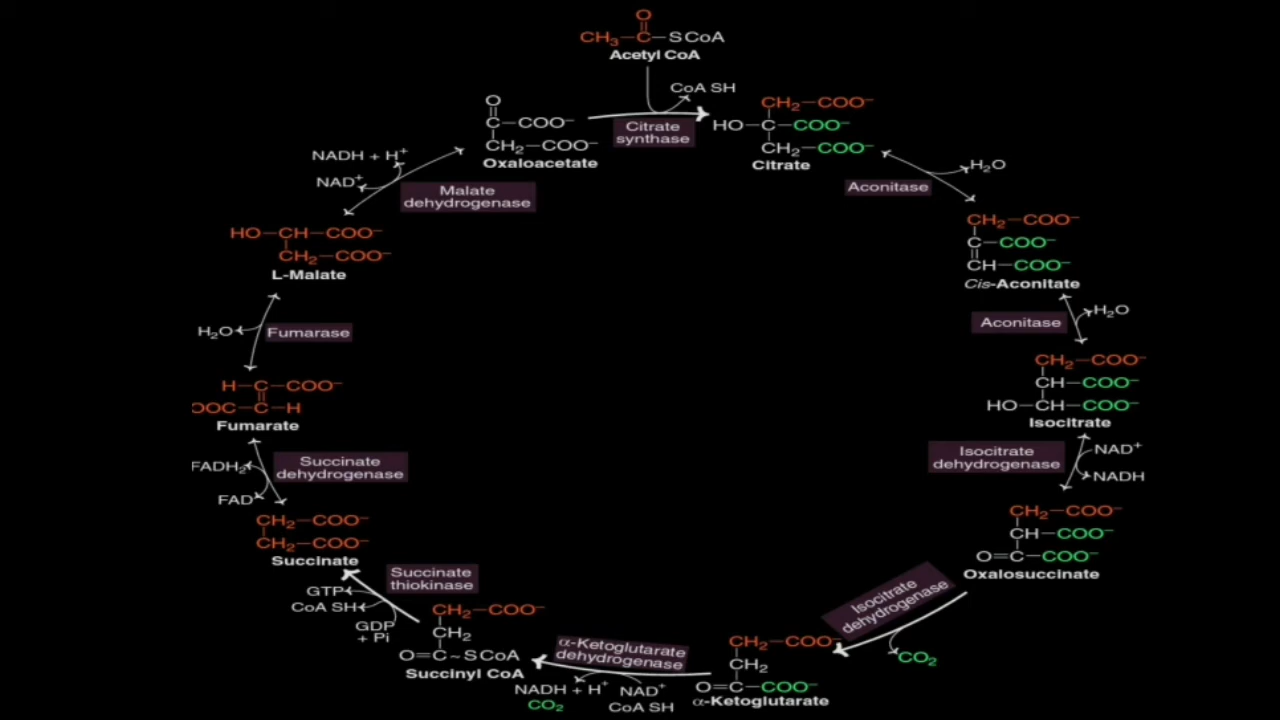 O
CH₃—C—S CoA
Acetyl CoA
CoA SH
Citrate
synthase
O
C—COO⁻
CH₂—COO⁻
Oxaloacetate
CH₂—COO⁻
HO—C—COO⁻
CH₂—COO⁻
Citrate
H₂O
Aconitase
CH₂—COO⁻
C—COO⁻
CH—COO⁻
Cis-Aconitate
Aconitase
H₂O
CH₂—COO⁻
CH—COO⁻
HO—CH—COO⁻
Isocitrate
Isocitrate
dehydrogenase
NAD⁺
NADH
CH₂—COO⁻
CH—COO⁻
O=C—COO⁻
Oxalosuccinate
Isocitrate
dehydrogenase
CO₂
CH₂—COO⁻
CH₂
O=C—COO⁻
α-Ketoglutarate
α-Ketoglutarate
dehydrogenase
NAD⁺
CoA SH
NADH + H⁺
CO₂
CH₂—COO⁻
CH₂
O=C~S CoA
Succinyl CoA
Succinate
thiokinase
GTP
CoA SH
GDP
+ Pi
CH₂—COO⁻
CH₂—COO⁻
Succinate
Succinate
dehydrogenase
FADH₂
FAD
H—C—COO⁻
OOC—C—H
Fumarate
H₂O
Fumarase
HO—CH—COO⁻
CH₂—COO⁻
L-Malate
Malate
dehydrogenase
NADH + H⁺
NAD⁺